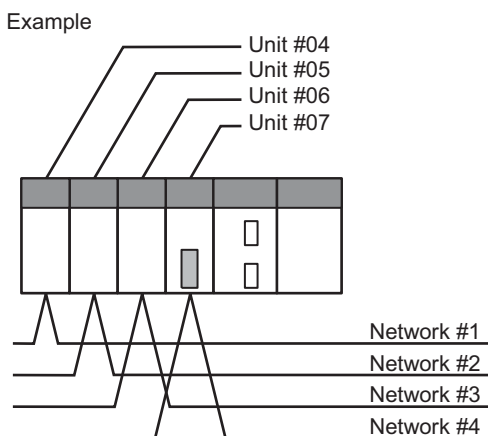 Example
Unit #04
Unit #05
Unit #06
Unit #07
Network #1
Network #2
Network #3
Network #4